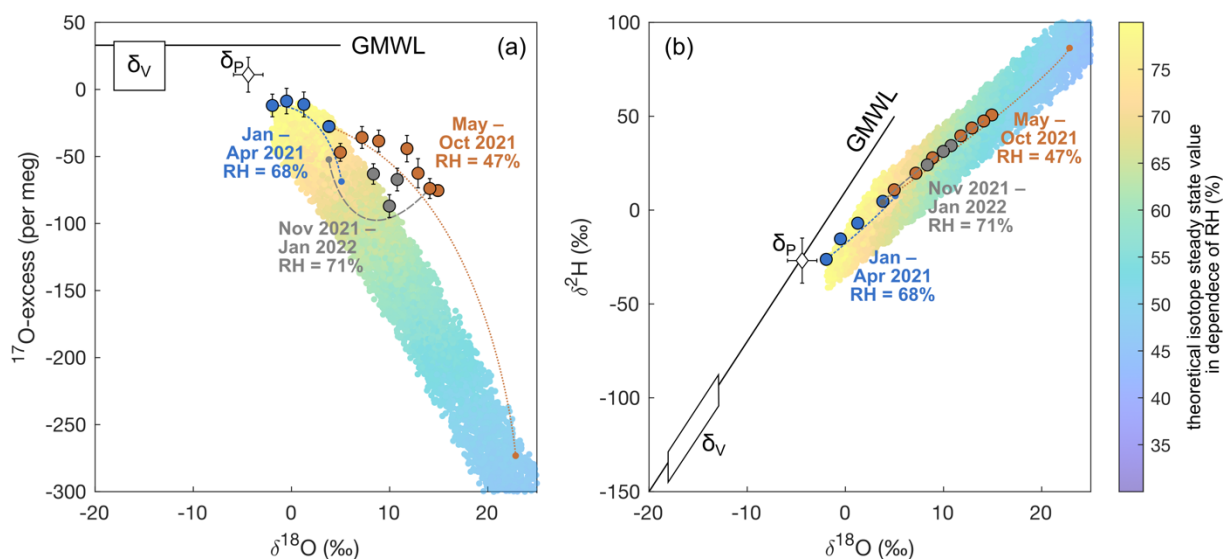 50
0
-50
-100
-150
-200
-250
-300
-20
-10
0
10
20
¹⁷O-excess (per meg)
δ¹⁸O (‰)
(a)
GMWL
δV
δP
Jan –
Apr 2021
RH = 68%
May –
Oct 2021
RH = 47%
Nov 2021 –
Jan 2022
RH = 71%
100
50
0
-50
-100
-150
-20
-10
0
10
20
δ²H (‰)
δ¹⁸O (‰)
(b)
GMWL
δP
δV
May –
Oct 2021
RH = 47%
Nov 2021 –
Jan 2022
RH = 71%
Jan –
Apr 2021
RH = 68%
75
70
65
60
55
50
45
40
35
theoretical isotope steady state value
in dependece of RH (%)